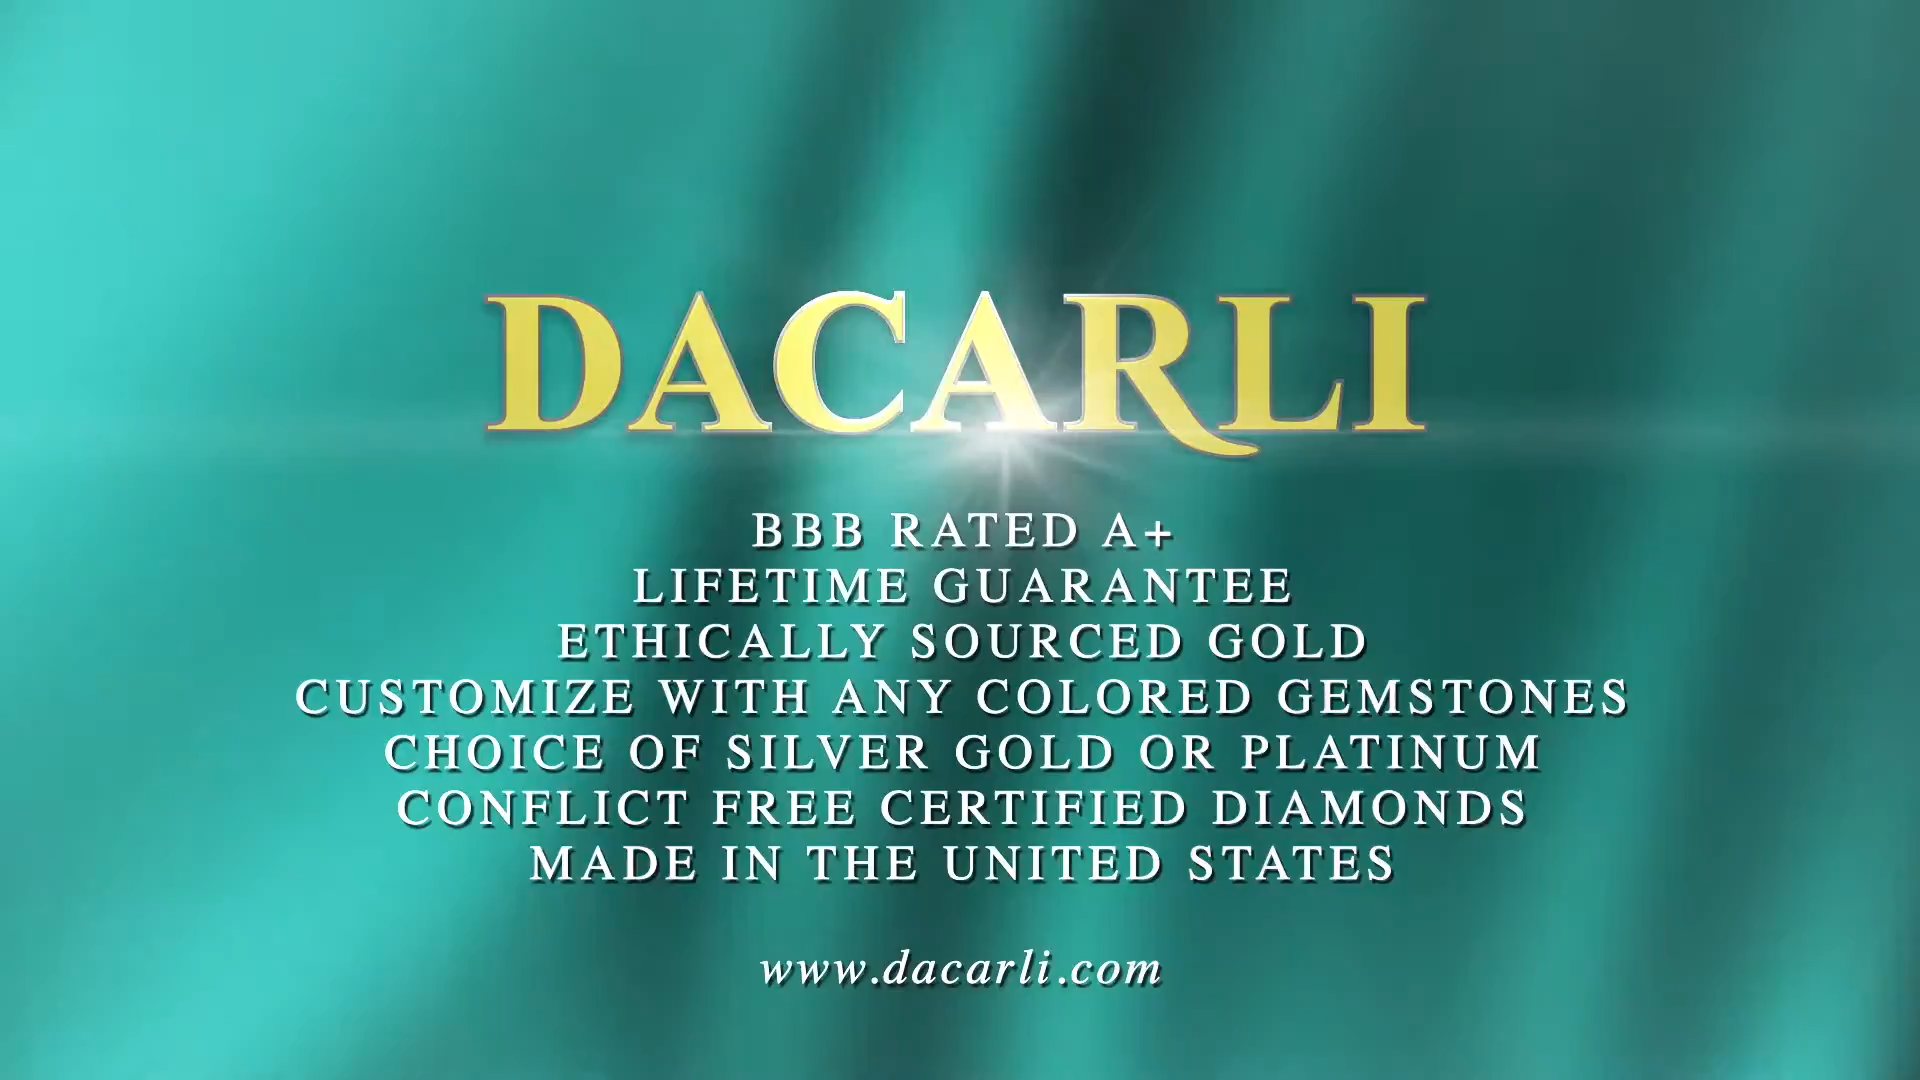 DACARLI
BBB RATED A+
LIFETIME GUARANTEE
ETHICALLY SOURCED GOLD
CUSTOMIZE WITH ANY COLORED GEMSTONES
CHOICE OF SILVER GOLD OR PLATINUM
CONFLICT FREE CERTIFIED DIAMONDS
MADE IN THE UNITED STATES
www.dacarli.com